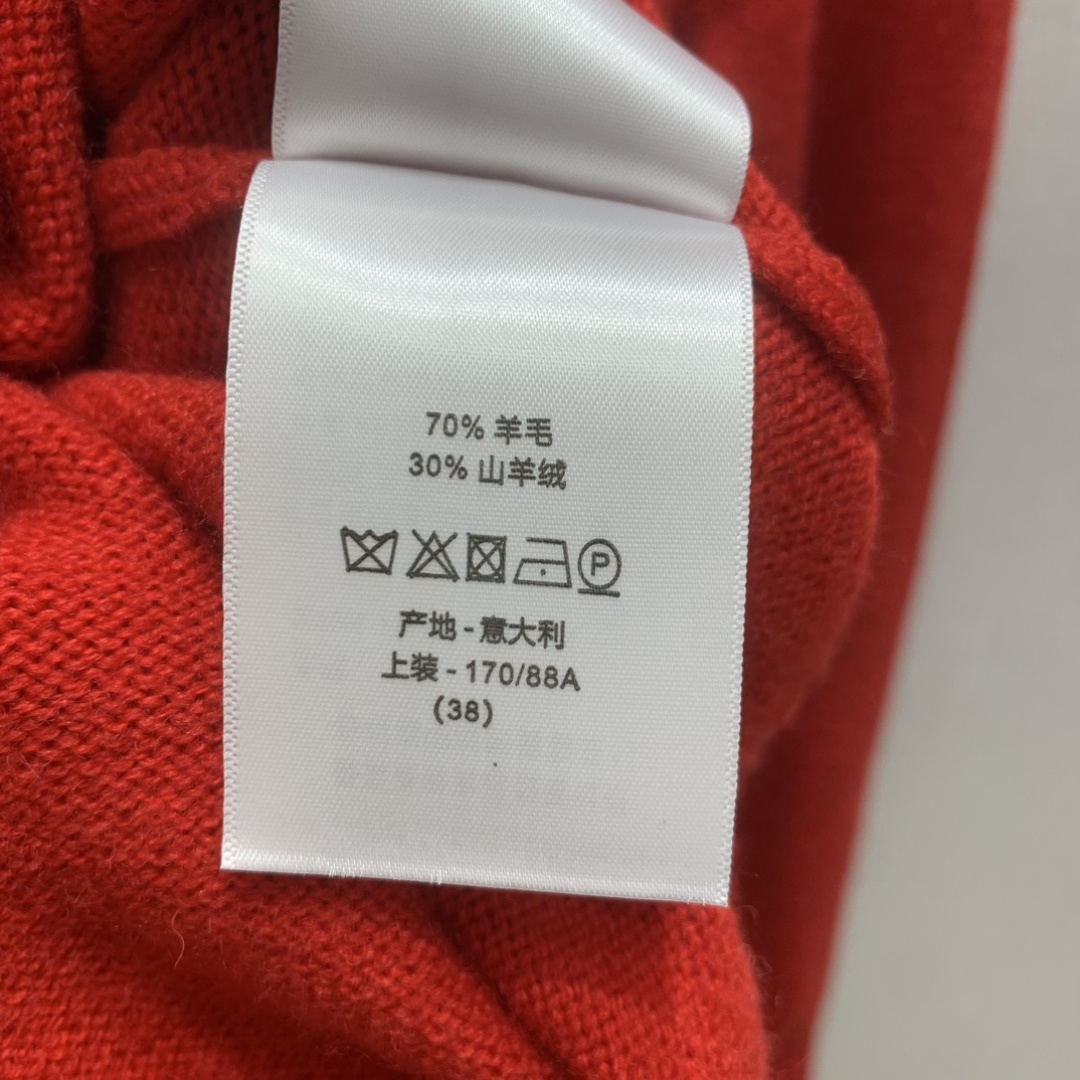 70% 羊毛
30% 山羊绒
P
产地 - 意大利
上装 - 170/88A
(38)